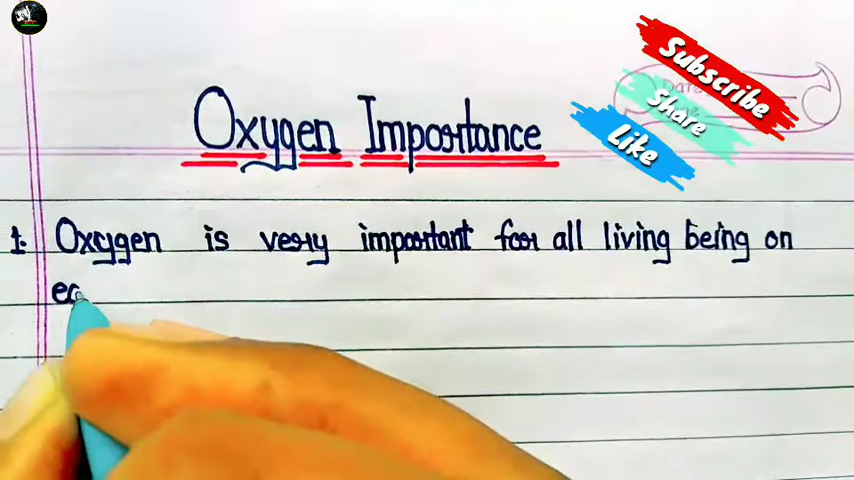 Oxygen Importance
Subscribe
Share
Like
1. Oxygen is very important for all living being on